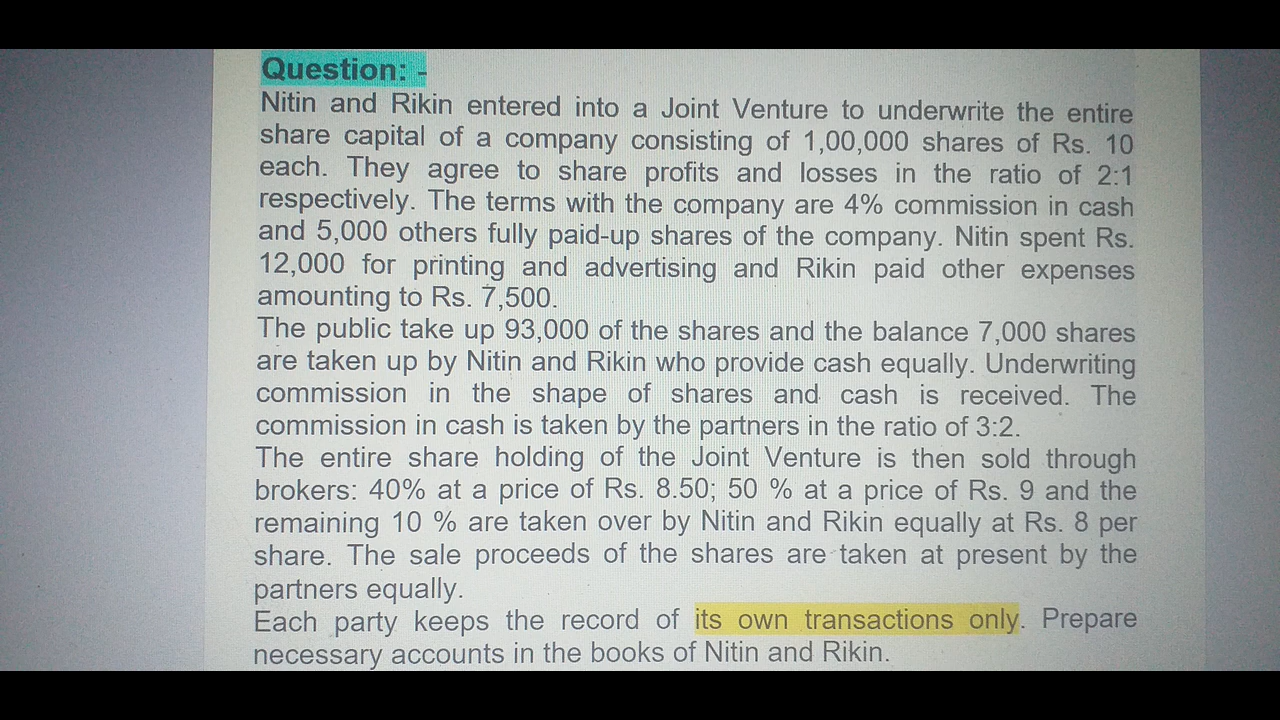 Question: -
Nitin and Rikin entered into a Joint Venture to underwrite the entire
share capital of a company consisting of 1,00,000 shares of Rs. 10
each. They agree to share profits and losses in the ratio of 2:1
respectively. The terms with the company are 4% commission in cash
and 5,000 others fully paid-up shares of the company. Nitin spent Rs.
12,000 for printing and advertising and Rikin paid other expenses
amounting to Rs. 7,500.
The public take up 93,000 of the shares and the balance 7,000 shares
are taken up by Nitin and Rikin who provide cash equally. Underwriting
commission in the shape of shares and cash is received. The
commission in cash is taken by the partners in the ratio of 3:2.
The entire share holding of the Joint Venture is then sold through
brokers: 40% at a price of Rs. 8.50; 50 % at a price of Rs. 9 and the
remaining 10 % are taken over by Nitin and Rikin equally at Rs. 8 per
share. The sale proceeds of the shares are taken at present by the
partners equally.
Each party keeps the record of its own transactions only. Prepare
necessary accounts in the books of Nitin and Rikin.